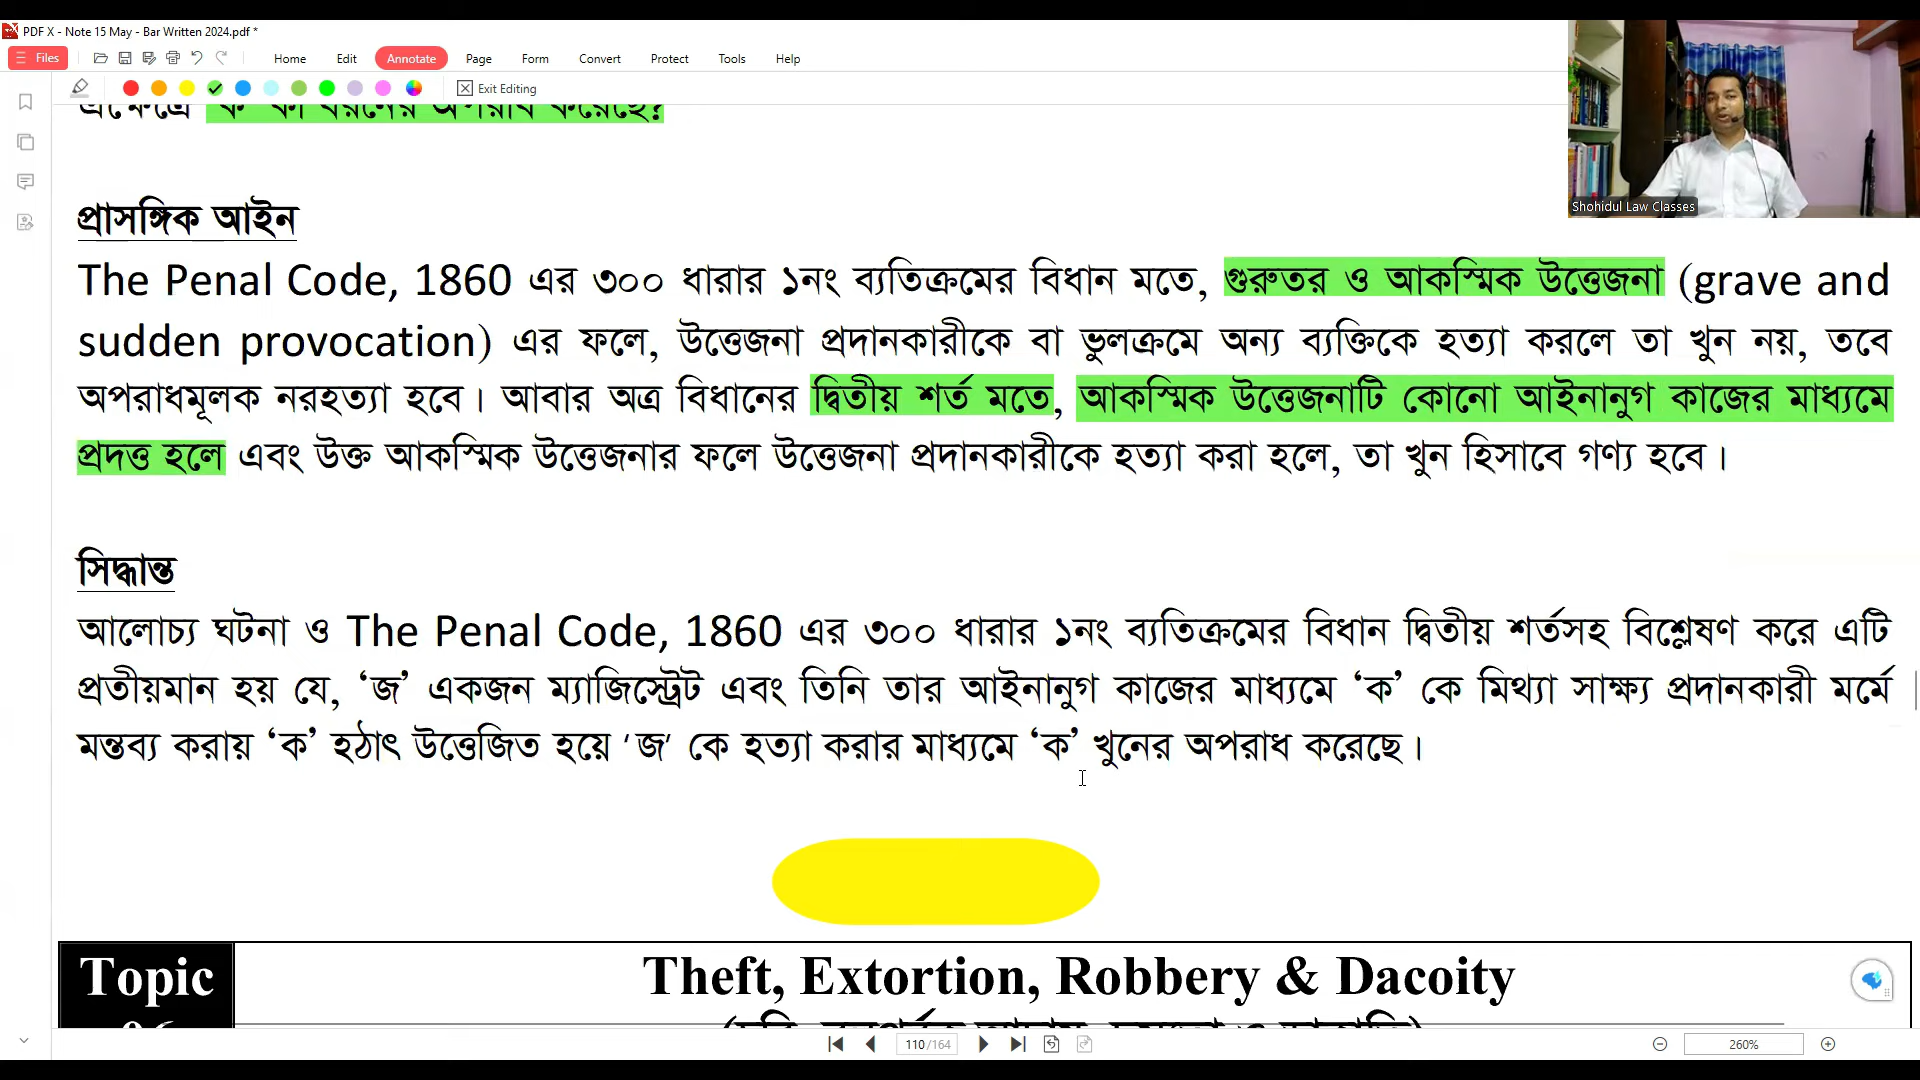 PDF X - Note 15 May - Bar Written 2024.pdf *
Files Home Edit Annotate Page Form Convert Protect Tools Help
Exit Editing
এক্ষেত্রে ‘ক’ কী ধরনের অপরাধ করেছে?
Shohidul Law Classes
প্রাসঙ্গিক আইন
The Penal Code, 1860 এর ৩০০ ধারার ১নং ব্যতিক্রমের বিধান মতে, গুরুতর ও আকস্মিক উত্তেজনা (grave and
sudden provocation) এর ফলে, উত্তেজনা প্রদানকারীকে বা ভুলক্রমে অন্য ব্যক্তিকে হত্যা করলে তা খুন নয়, তবে
অপরাধমূলক নরহত্যা হবে। আবার অত্র বিধানের দ্বিতীয় শর্ত মতে, আকস্মিক উত্তেজনাটি কোনো আইনানুগ কাজের মাধ্যমে
প্রদত্ত হলে এবং উক্ত আকস্মিক উত্তেজনার ফলে উত্তেজনা প্রদানকারীকে হত্যা করা হলে, তা খুন হিসাবে গণ্য হবে।
সিদ্ধান্ত
আলোচ্য ঘটনা ও The Penal Code, 1860 এর ৩০০ ধারার ১নং ব্যতিক্রমের বিধান দ্বিতীয় শর্তসহ বিশ্লেষণ করে এটি
প্রতীয়মান হয় যে, ‘জ’ একজন ম্যাজিস্ট্রেট এবং তিনি তার আইনানুগ কাজের মাধ্যমে ‘ক’ কে মিথ্যা সাক্ষ্য প্রদানকারী মর্মে
মন্তব্য করায় ‘ক’ হঠাৎ উত্তেজিত হয়ে ‘জ’ কে হত্যা করার মাধ্যমে ‘ক’ খুনের অপরাধ করেছে।
Topic
Theft, Extortion, Robbery & Dacoity
110 /164
260%